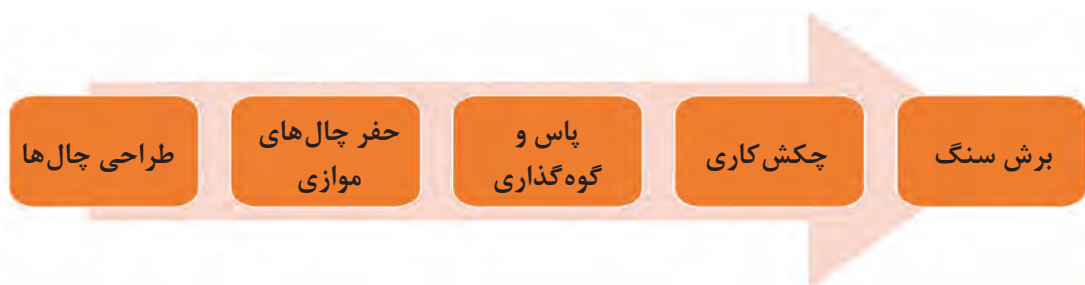 طراحی چال‌ها
حفر چال‌های
موازی
پاس و
گوه‌گذاری
چکش‌کاری
برش سنگ